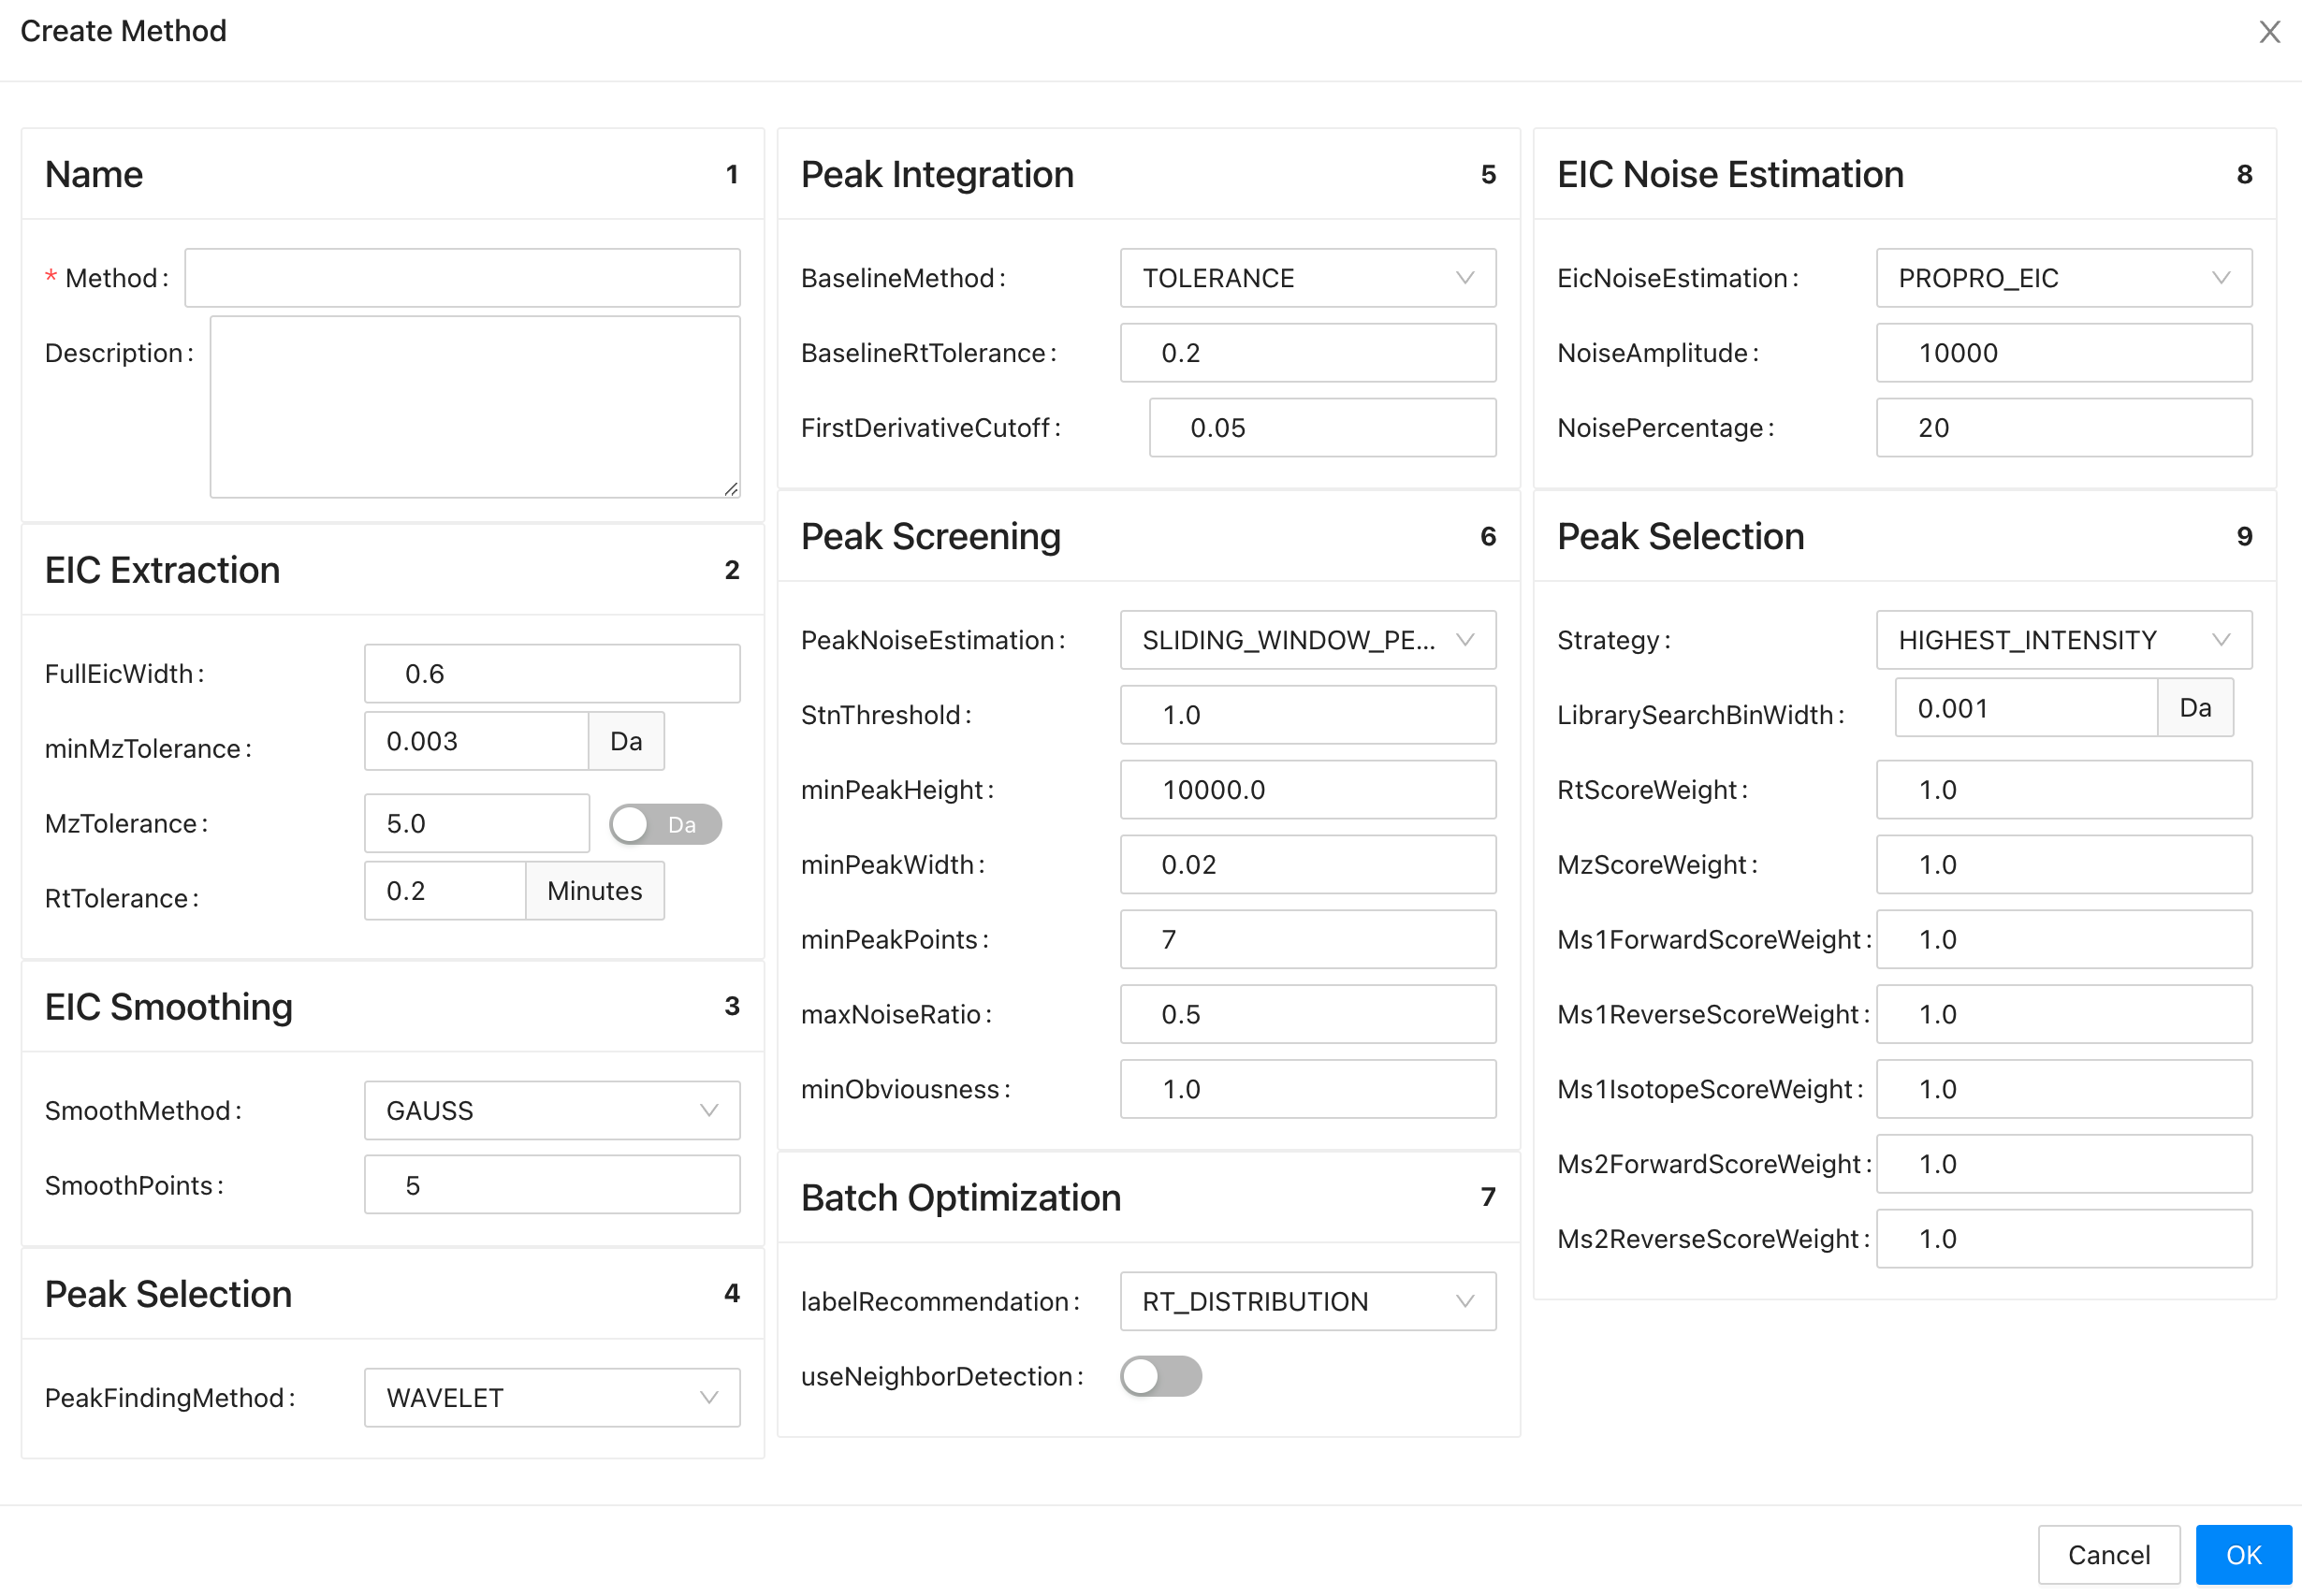 Create Method
Name 1
* Method:
Description:
EIC Extraction 2
FullEicWidth: 0.6
minMzTolerance: 0.003 Da
MzTolerance: 5.0 Da
RtTolerance: 0.2 Minutes
EIC Smoothing 3
SmoothMethod: GAUSS
SmoothPoints: 5
Peak Selection 4
PeakFindingMethod: WAVELET
Peak Integration 5
BaselineMethod: TOLERANCE
BaselineRtTolerance: 0.2
FirstDerivativeCutoff: 0.05
Peak Screening 6
PeakNoiseEstimation: SLIDING_WINDOW_PE...
StnThreshold: 1.0
minPeakHeight: 10000.0
minPeakWidth: 0.02
minPeakPoints: 7
maxNoiseRatio: 0.5
minObviousness: 1.0
Batch Optimization 7
labelRecommendation: RT_DISTRIBUTION
useNeighborDetection:
EIC Noise Estimation 8
EicNoiseEstimation: PROPRO_EIC
NoiseAmplitude: 10000
NoisePercentage: 20
Peak Selection 9
Strategy: HIGHEST_INTENSITY
LibrarySearchBinWidth: 0.001 Da
RtScoreWeight: 1.0
MzScoreWeight: 1.0
Ms1ForwardScoreWeight: 1.0
Ms1ReverseScoreWeight: 1.0
Ms1IsotopeScoreWeight: 1.0
Ms2ForwardScoreWeight: 1.0
Ms2ReverseScoreWeight: 1.0
Cancel OK